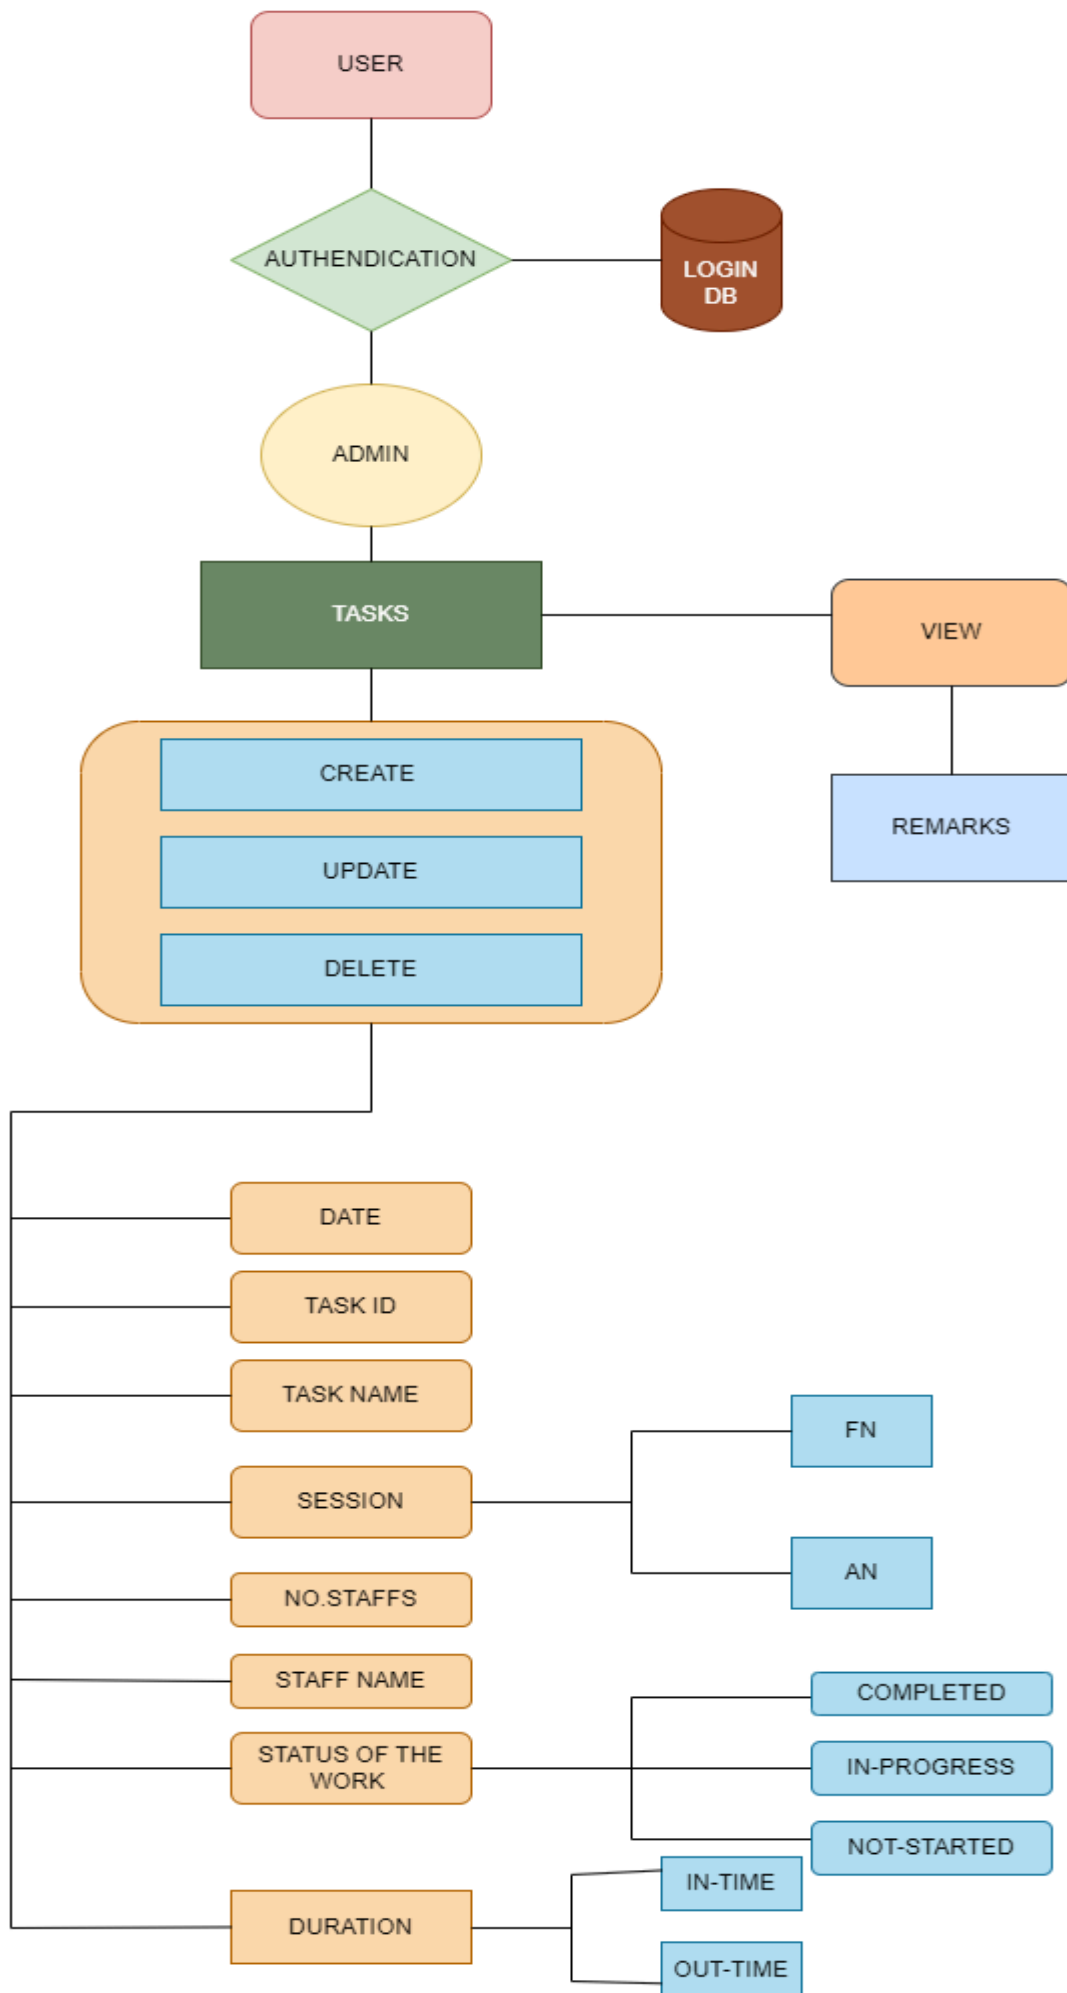 USER
AUTHENDICATION
LOGIN
DB
ADMIN
TASKS
VIEW
CREATE
REMARKS
UPDATE
DELETE
DATE
TASK ID
TASK NAME
FN
SESSION
AN
NO.STAFFS
STAFF NAME
COMPLETED
STATUS OF THE
WORK
IN-PROGRESS
NOT-STARTED
IN-TIME
DURATION
OUT-TIME